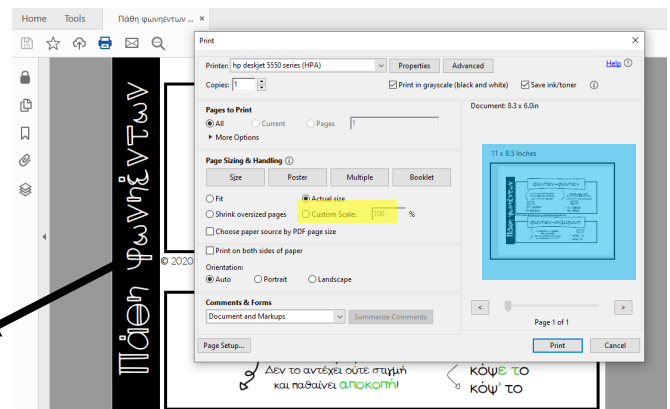 Home Tools Πάθη φωνηέντων ... ×
Print ×
Printer: hp deskjet 5550 series (HPA) Properties Advanced Help
Copies: 1 Print in grayscale (black and white) Save ink/toner
Pages to Print
All Current Pages 1
More Options
Document: 8.3 x 6.0in
Page Sizing & Handling
Size Poster Multiple Booklet
Fit Actual size
Shrink oversized pages Custom Scale: 100 %
Choose paper source by PDF page size
Print on both sides of paper
Orientation:
Auto Portrait Landscape
Comments & Forms
Document and Markups Summarize Comments
11 x 8.5 Inches
Πάθη φωνηέντων
< >
Page 1 of 1
Page Setup... Print Cancel
Πάθη φωνηέντων
© 2020
Δεν το αντέχει ούτε στιγμή
και παθαίνει αποκοπή!
κόψε το
κόψ' το